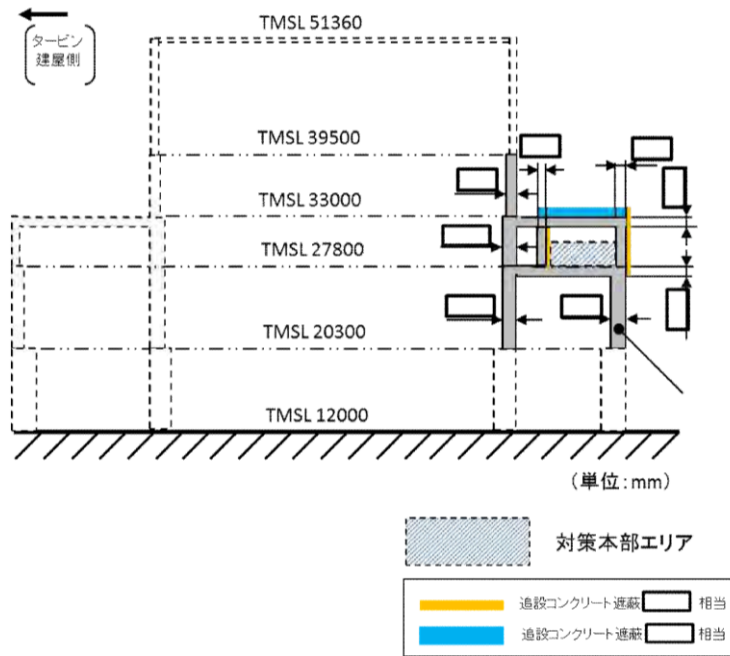 TMSL 51360
タービン
建屋側
TMSL 39500
TMSL 33000
TMSL 27800
TMSL 20300
TMSL 12000
(単位:mm)
対策本部エリア
追設コンクリート遮蔽 相当
追設コンクリート遮蔽 相当